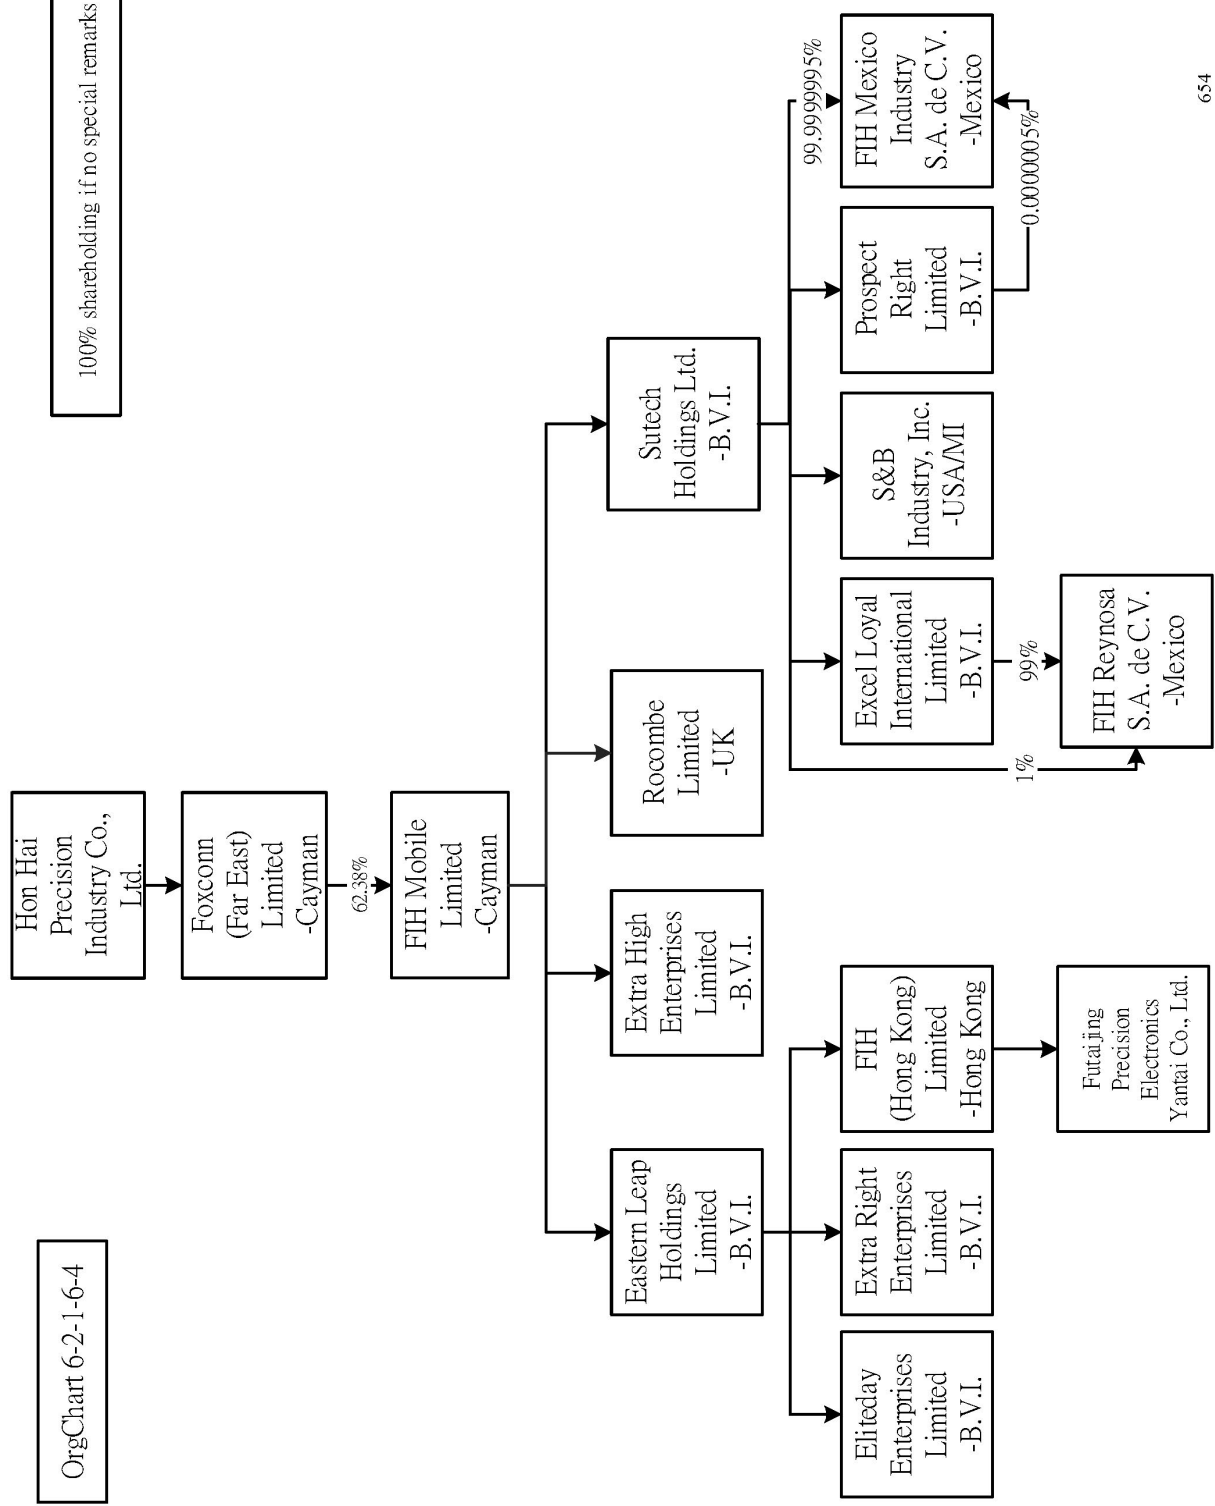 OrgChart 6-2-1-6-4
100% shareholding if no special remarks
Hon Hai
Precision
Industry Co.,
Ltd.
Foxconn
(Far East)
Limited
-Cayman
62.38%
FIH Mobile
Limited
-Cayman
Eastern Leap
Holdings
Limited
-B.V.I.
Extra High
Enterprises
Limited
-B.V.I.
Rocombe
Limited
-UK
Sutech
Holdings Ltd.
-B.V.I.
Eliteday
Enterprises
Limited
-B.V.I.
Extra Right
Enterprises
Limited
-B.V.I.
FIH
(Hong Kong)
Limited
-Hong Kong
Excel Loyal
International
Limited
-B.V.I.
S&B
Industry, Inc.
-USA/MI
Prospect
Right
Limited
-B.V.I.
99.9999995%
FIH Mexico
Industry
S.A. de C.V.
-Mexico
0.0000005%
1%
99%
Futaijing
Precision
Electronics
Yantai Co., Ltd.
FIH Reynosa
S.A. de C.V.
-Mexico
654